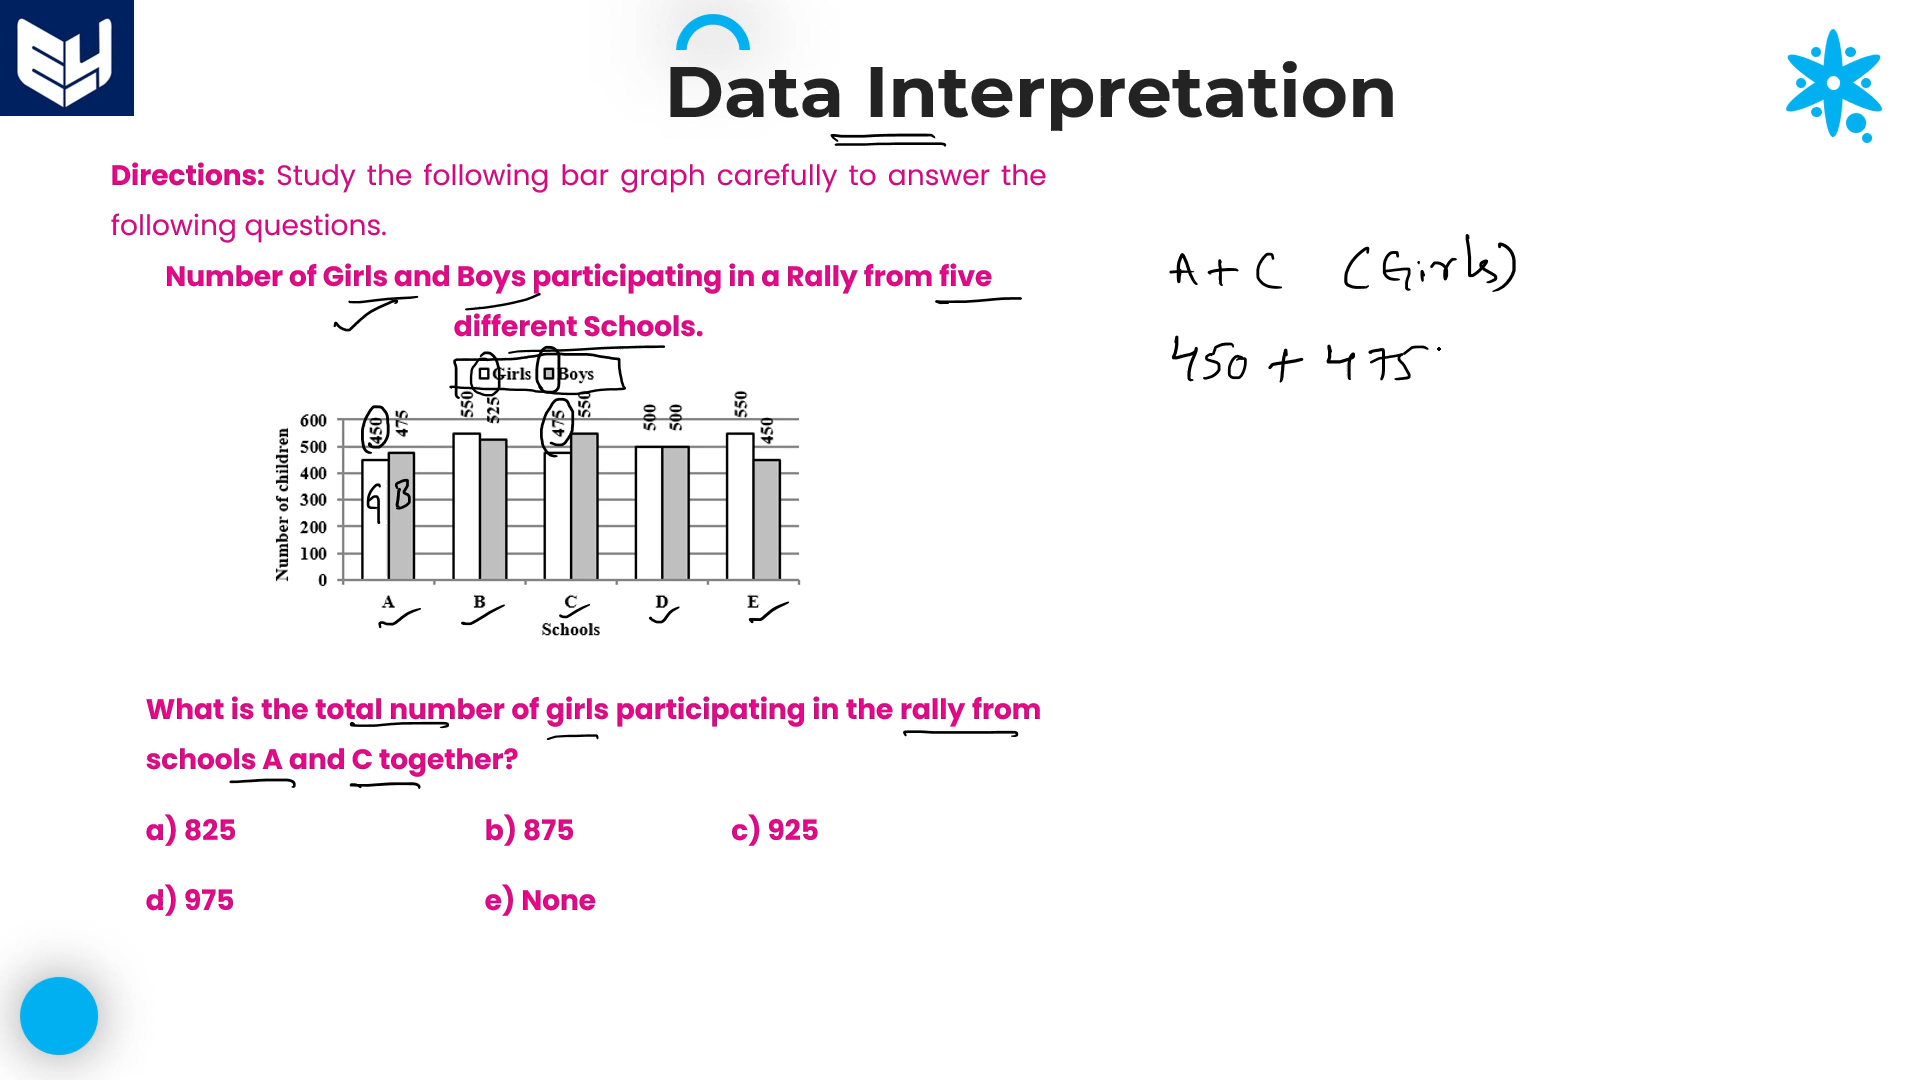 Data Interpretation
Directions: Study the following bar graph carefully to answer the
following questions.
Number of Girls and Boys participating in a Rally from five
different Schools.
Girls Boys
450 475 550 525 475 550 500 500 550 450
600
500
400
300
200
100
0
Number of children
G B
A B C D E
Schools
A + C (Girls)
450 + 475
What is the total number of girls participating in the rally from
schools A and C together?
a) 825 b) 875 c) 925
d) 975 e) None